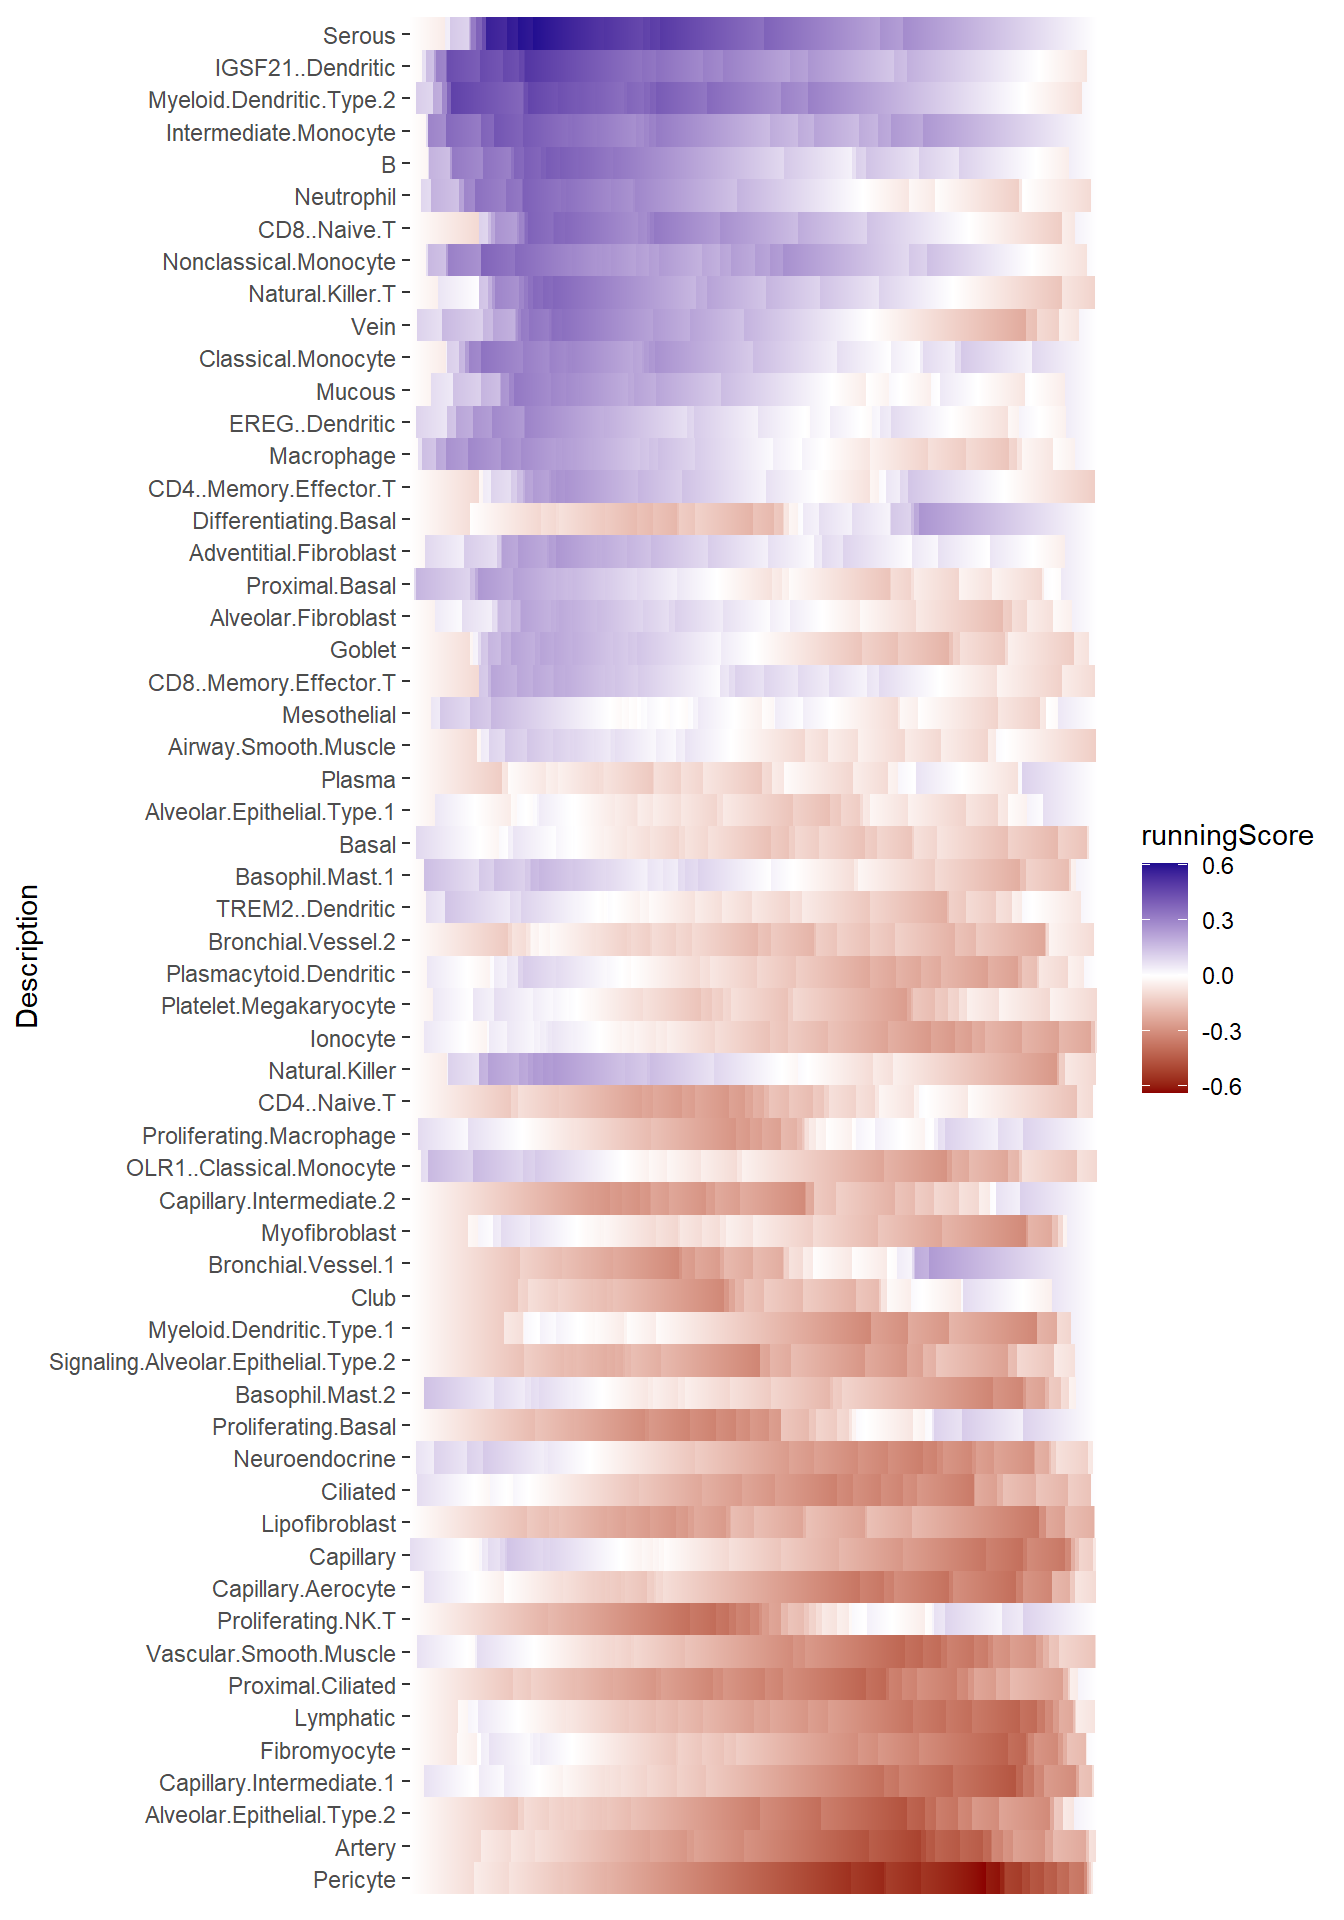 Serous
IGSF21..Dendritic
Myeloid.Dendritic.Type.2
Intermediate.Monocyte
B
Neutrophil
CD8..Naive.T
Nonclassical.Monocyte
Natural.Killer.T
Vein
Classical.Monocyte
Mucous
EREG..Dendritic
Macrophage
CD4..Memory.Effector.T
Differentiating.Basal
Adventitial.Fibroblast
Proximal.Basal
Alveolar.Fibroblast
Goblet
CD8..Memory.Effector.T
Mesothelial
Airway.Smooth.Muscle
Plasma
Alveolar.Epithelial.Type.1
Basal
Basophil.Mast.1
TREM2..Dendritic
Bronchial.Vessel.2
Plasmacytoid.Dendritic
Platelet.Megakaryocyte
Ionocyte
Natural.Killer
CD4..Naive.T
Proliferating.Macrophage
OLR1..Classical.Monocyte
Capillary.Intermediate.2
Myofibroblast
Bronchial.Vessel.1
Club
Myeloid.Dendritic.Type.1
Signaling.Alveolar.Epithelial.Type.2
Basophil.Mast.2
Proliferating.Basal
Neuroendocrine
Ciliated
Lipofibroblast
Capillary
Capillary.Aerocyte
Proliferating.NK.T
Vascular.Smooth.Muscle
Proximal.Ciliated
Lymphatic
Fibromyocyte
Capillary.Intermediate.1
Alveolar.Epithelial.Type.2
Artery
Pericyte
Description
runningScore
0.6
0.3
0.0
-0.3
-0.6